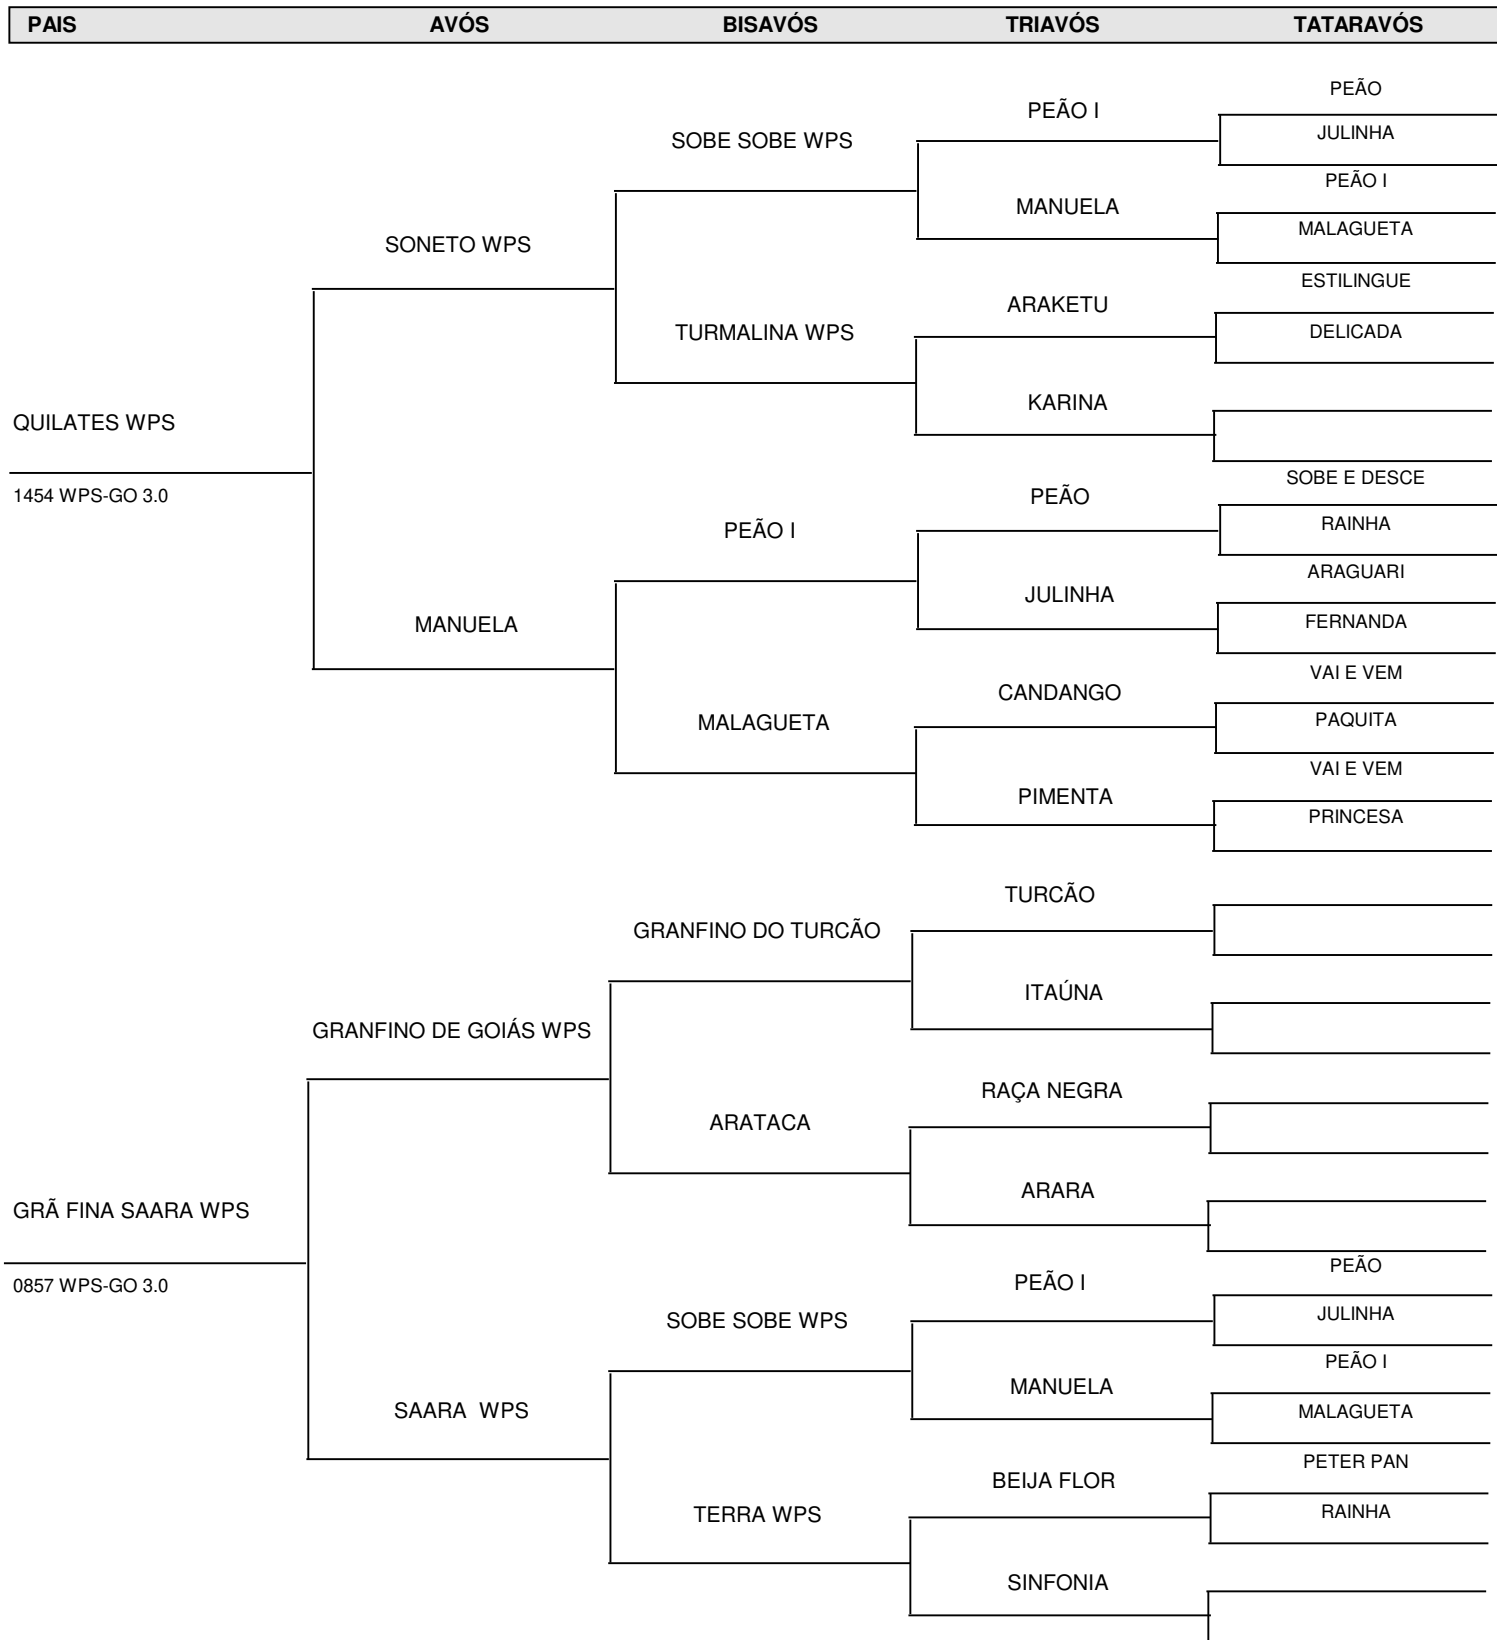 PAIS AVÓS BISAVÓS TRIAVÓS TATARAVÓS
PEÃO
PEÃO I
JULINHA
SOBE SOBE WPS
PEÃO I
MANUELA
MALAGUETA
SONETO WPS
ESTILINGUE
ARAKETU
DELICADA
TURMALINA WPS
KARINA
QUILATES WPS
SOBE E DESCE
1454 WPS-GO 3.0
PEÃO
RAINHA
PEÃO I
ARAGUARI
JULINHA
FERNANDA
MANUELA
VAI E VEM
CANDANGO
PAQUITA
MALAGUETA
VAI E VEM
PIMENTA
PRINCESA
TURCÃO
GRANFINO DO TURCÃO
ITAÚNA
GRANFINO DE GOIÁS WPS
RAÇA NEGRA
ARATACA
ARARA
GRÃ FINA SAARA WPS
PEÃO
0857 WPS-GO 3.0
PEÃO I
JULINHA
SOBE SOBE WPS
PEÃO I
MANUELA
MALAGUETA
SAARA WPS
PETER PAN
BEIJA FLOR
RAINHA
TERRA WPS
SINFONIA